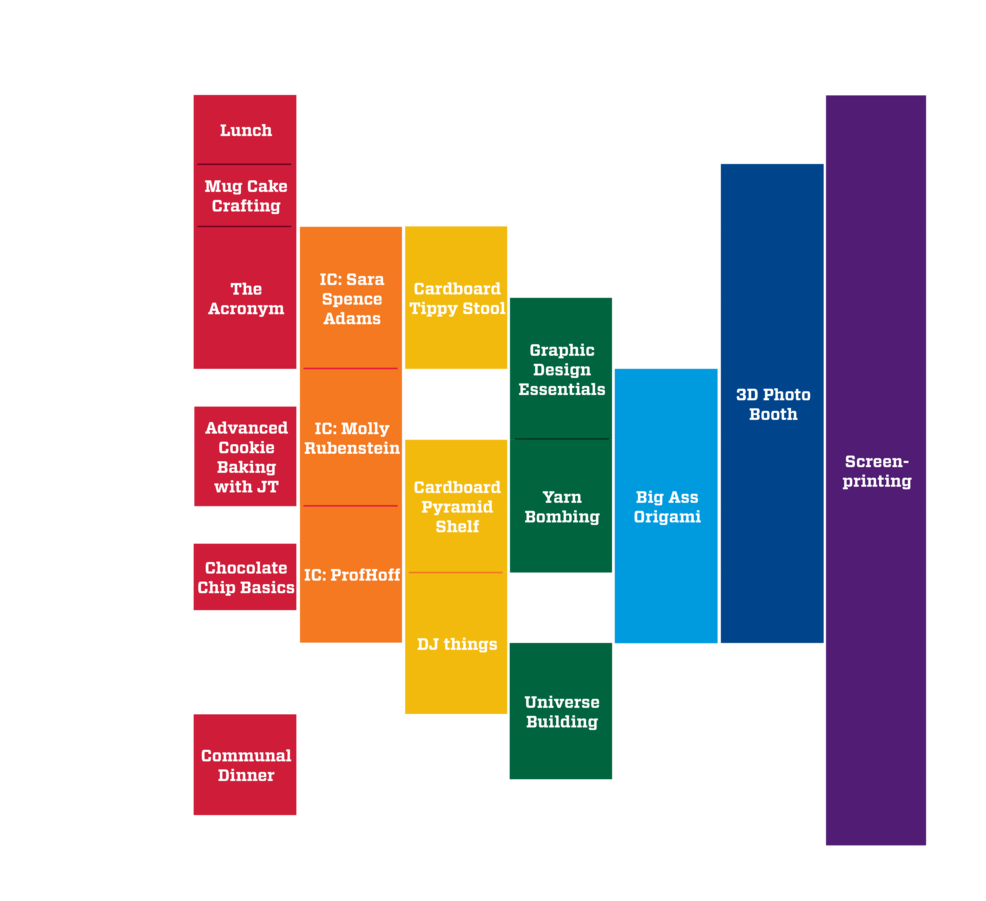 Lunch
Mug Cake
Crafting
The
Acronym
Advanced
Cookie
Baking
with JT
Chocolate
Chip Basics
Communal
Dinner
IC: Sara
Spence
Adams
IC: Molly
Rubenstein
IC: ProfHoff
Cardboard
Tippy Stool
Cardboard
Pyramid
Shelf
DJ things
Graphic
Design
Essentials
Yarn
Bombing
Universe
Building
Big Ass
Origami
3D Photo
Booth
Screen-
printing